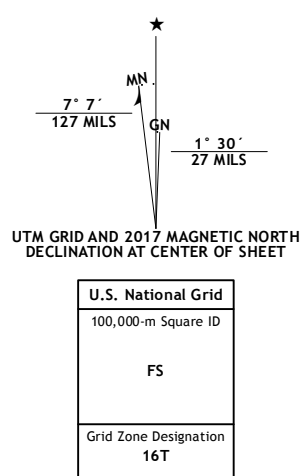 ★
MN
7° 7´
127 MILS
GN
1° 30´
27 MILS
UTM GRID AND 2017 MAGNETIC NORTH
DECLINATION AT CENTER OF SHEET
U.S. National Grid
100,000-m Square ID
FS
Grid Zone Designation
16T